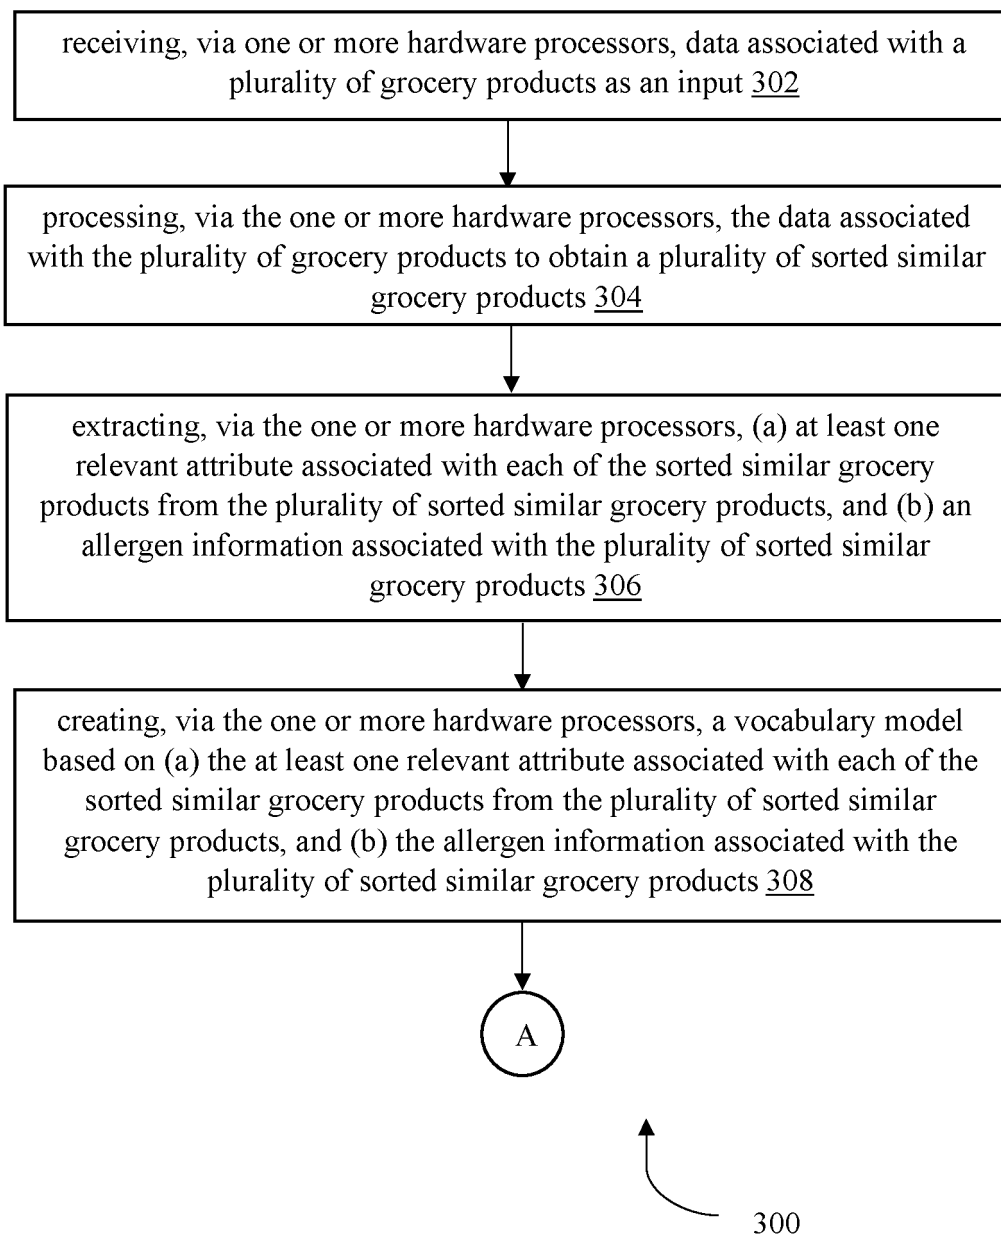 receiving, via one or more hardware processors, data associated with a
plurality of grocery products as an input 302
processing, via the one or more hardware processors, the data associated
with the plurality of grocery products to obtain a plurality of sorted similar
grocery products 304
extracting, via the one or more hardware processors, (a) at least one
relevant attribute associated with each of the sorted similar grocery
products from the plurality of sorted similar grocery products, and (b) an
allergen information associated with the plurality of sorted similar
grocery products 306
creating, via the one or more hardware processors, a vocabulary model
based on (a) the at least one relevant attribute associated with each of the
sorted similar grocery products from the plurality of sorted similar
grocery products, and (b) the allergen information associated with the
plurality of sorted similar grocery products 308
A
300